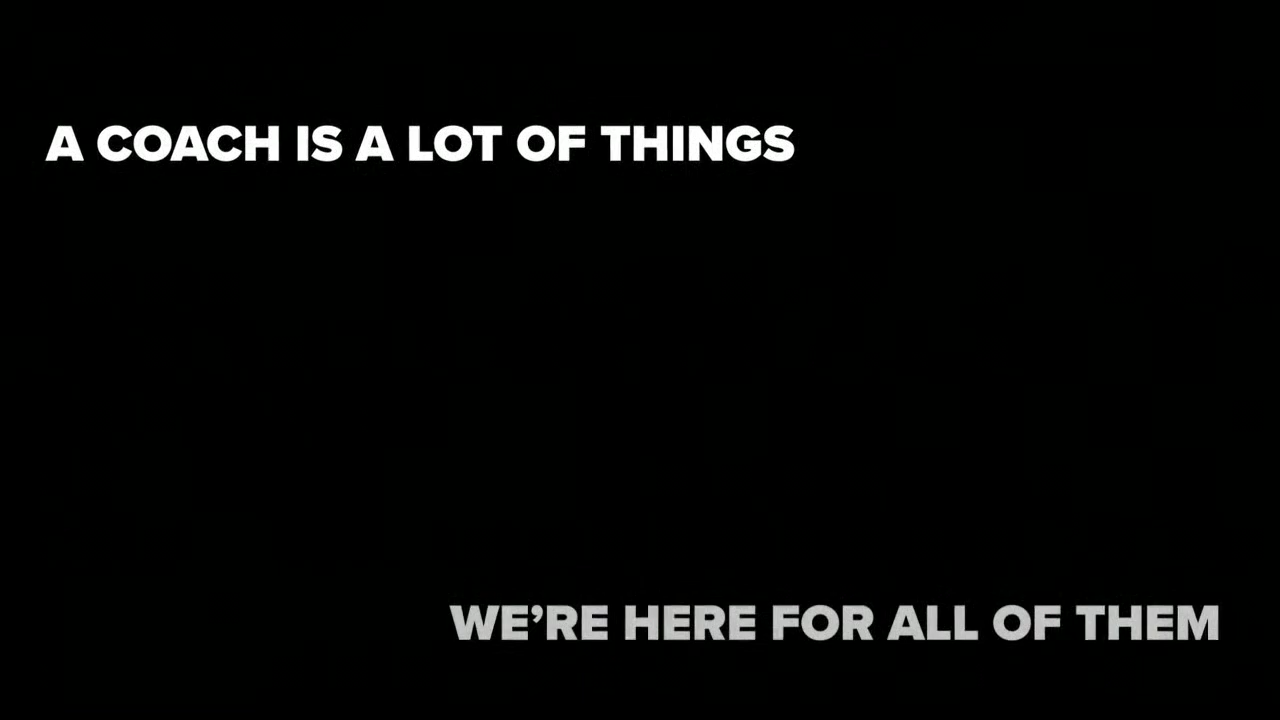 A COACH IS A LOT OF THINGS
WE’RE HERE FOR ALL OF THEM